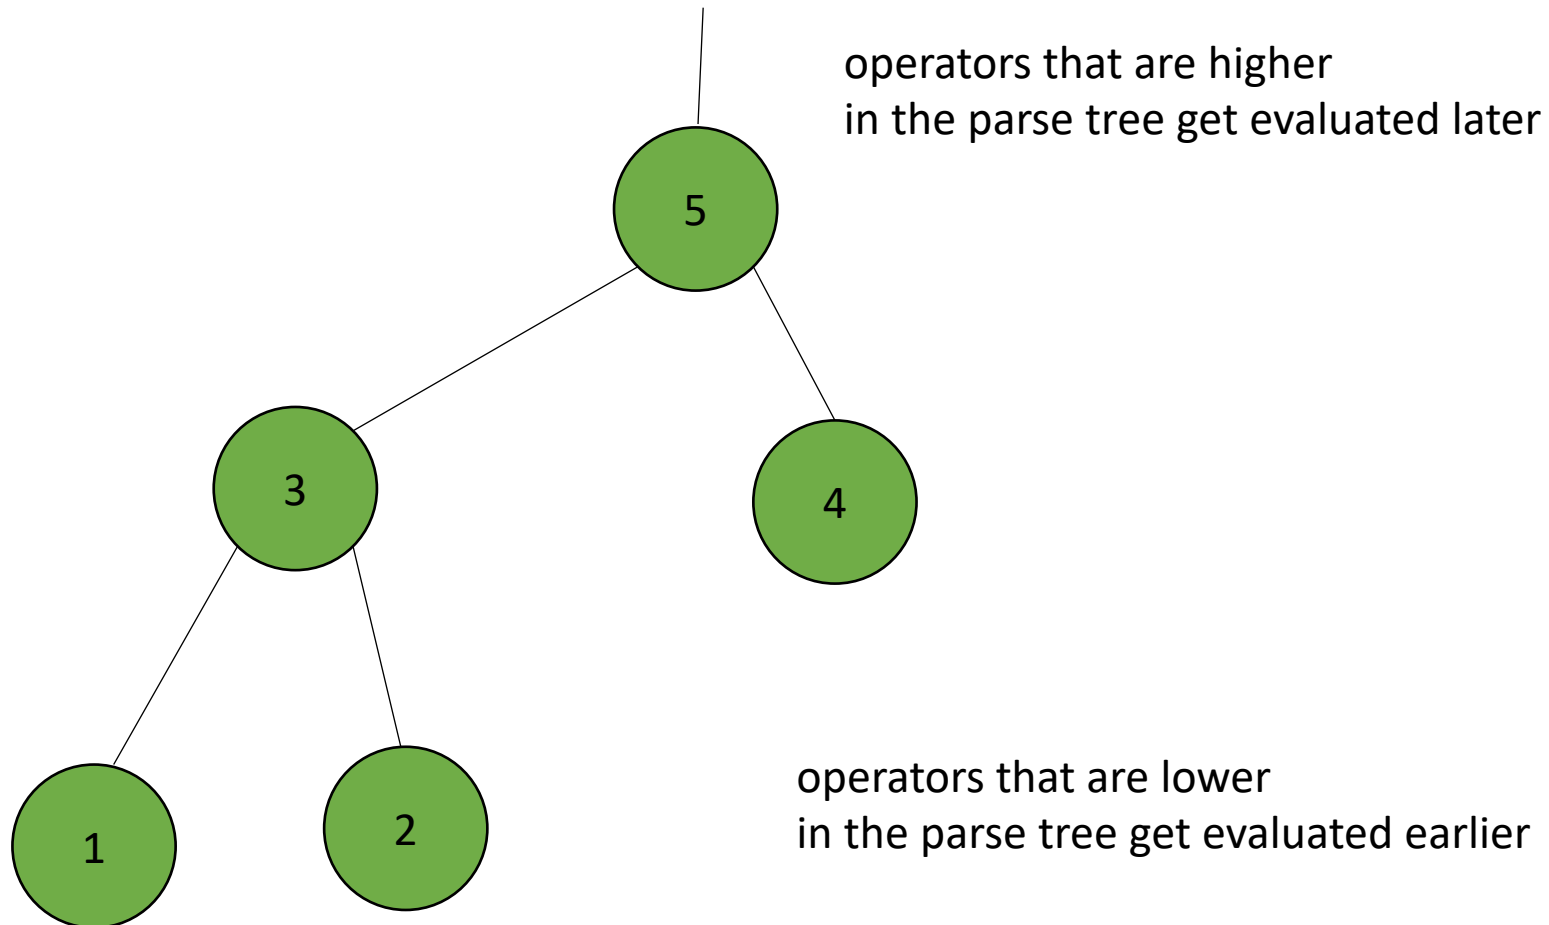 operators that are higher
in the parse tree get evaluated later
5
3
4
operators that are lower
in the parse tree get evaluated earlier
1
2